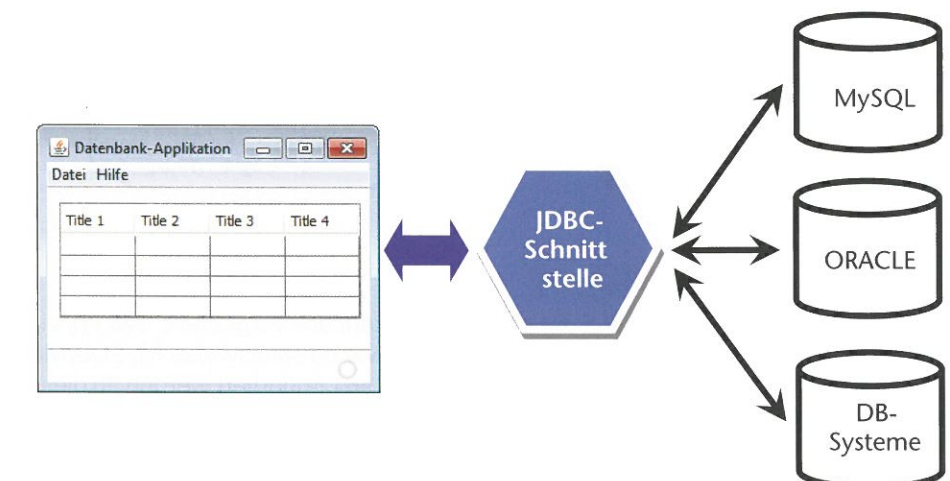 Datenbank-Applikation
Datei Hilfe
Title 1 Title 2 Title 3 Title 4
JDBC-
Schnitt
stelle
MySQL
ORACLE
DB-
Systeme